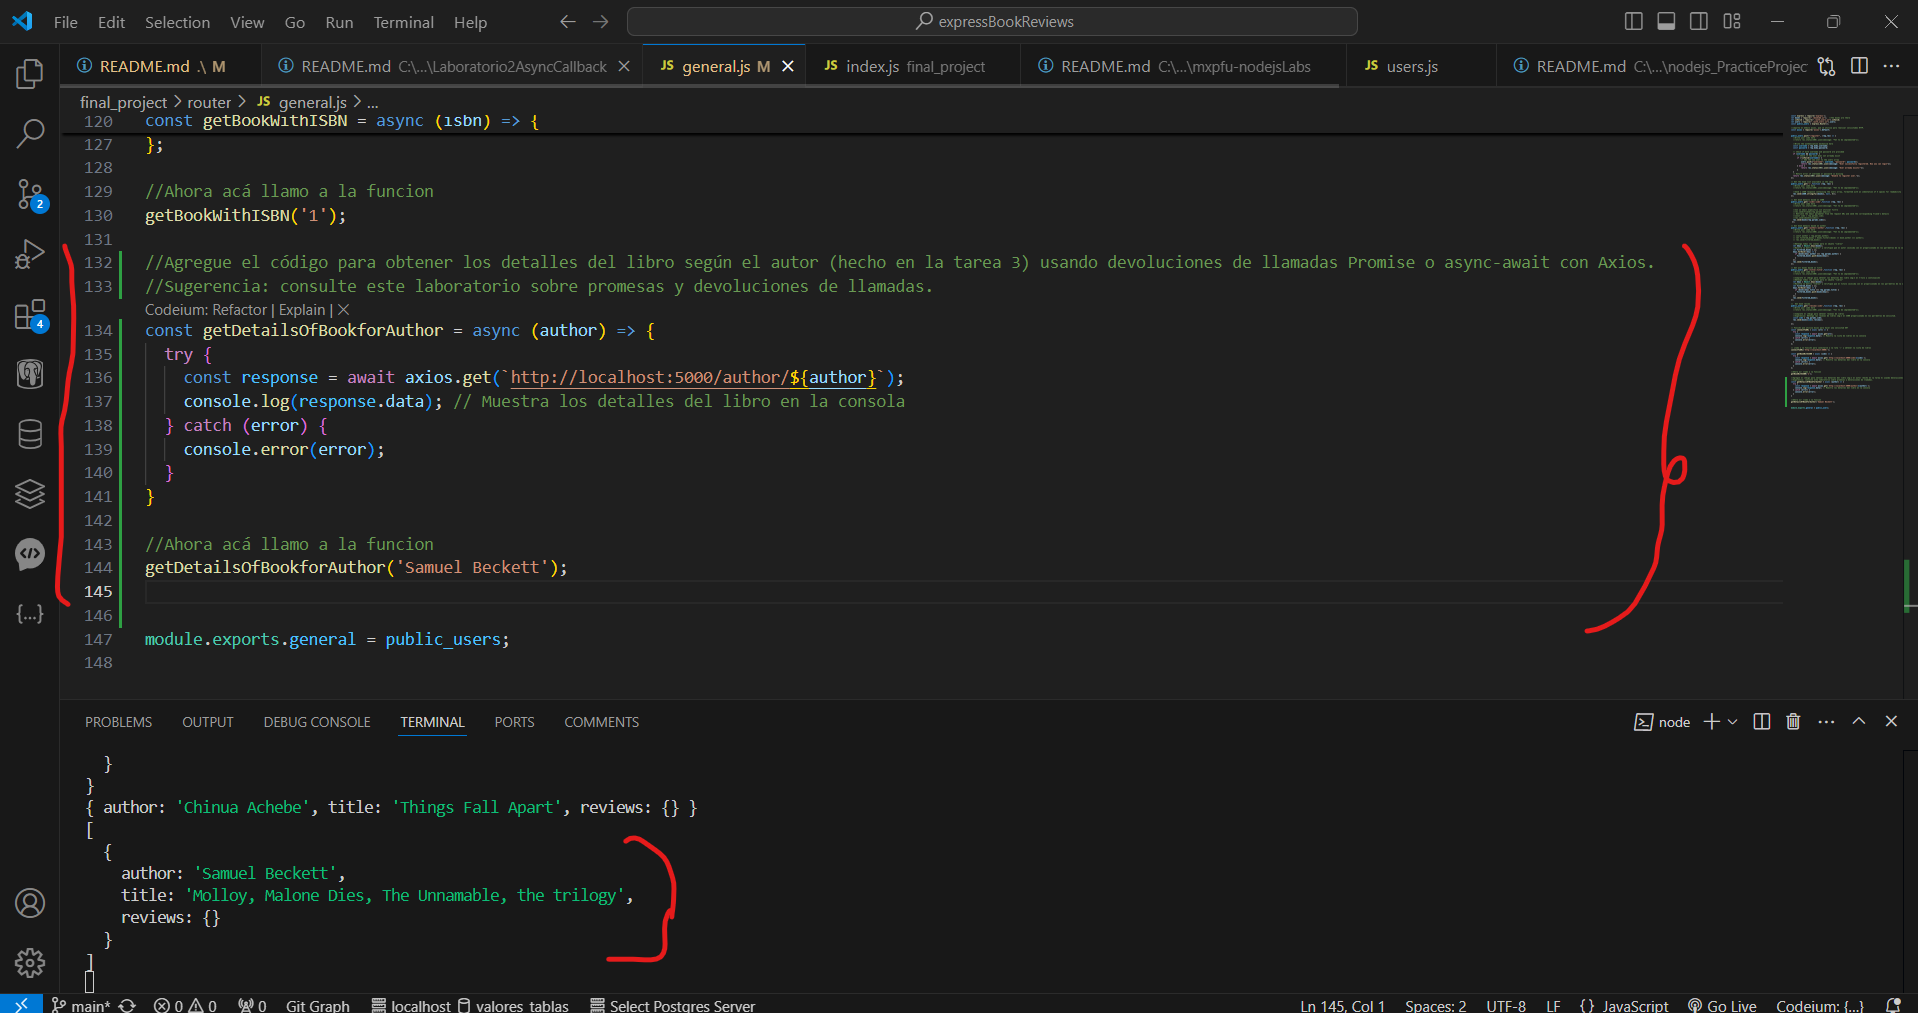 File Edit Selection View Go Run Terminal Help
expressBookReviews
README.md .\ M
README.md C:\...\Laboratorio2AsyncCallback
JS general.js M
JS index.js final_project
README.md C:\...\mxpfu-nodejsLabs
JS users.js
README.md C:\...\nodejs_PracticeProjec
final_project > router > JS general.js > ...
120 const getBookWithISBN = async (isbn) => {
127 };
128
129 //Ahora acá llamo a la funcion
130 getBookWithISBN('1');
131
132 //Agregue el código para obtener los detalles del libro según el autor (hecho en la tarea 3) usando devoluciones de llamadas Promise o async-await con Axios.
133 //Sugerencia: consulte este laboratorio sobre promesas y devoluciones de llamadas.
Codeium: Refactor | Explain | X
134 const getDetailsOfBookforAuthor = async (author) => {
135 try {
136 const response = await axios.get(`http://localhost:5000/author/${author}`);
137 console.log(response.data); // Muestra los detalles del libro en la consola
138 } catch (error) {
139 console.error(error);
140 }
141 }
142
143 //Ahora acá llamo a la funcion
144 getDetailsOfBookforAuthor('Samuel Beckett');
145
146
147 module.exports.general = public_users;
148
2
4
PROBLEMS OUTPUT DEBUG CONSOLE TERMINAL PORTS COMMENTS
node
}
}
{ author: 'Chinua Achebe', title: 'Things Fall Apart', reviews: {} }
[
{
author: 'Samuel Beckett',
title: 'Molloy, Malone Dies, The Unnamable, the trilogy',
reviews: {}
}
]
main* 0 0 0 Git Graph localhost valores_tablas Select Postgres Server Ln 145, Col 1 Spaces: 2 UTF-8 LF {} JavaScript Go Live Codeium: {...}